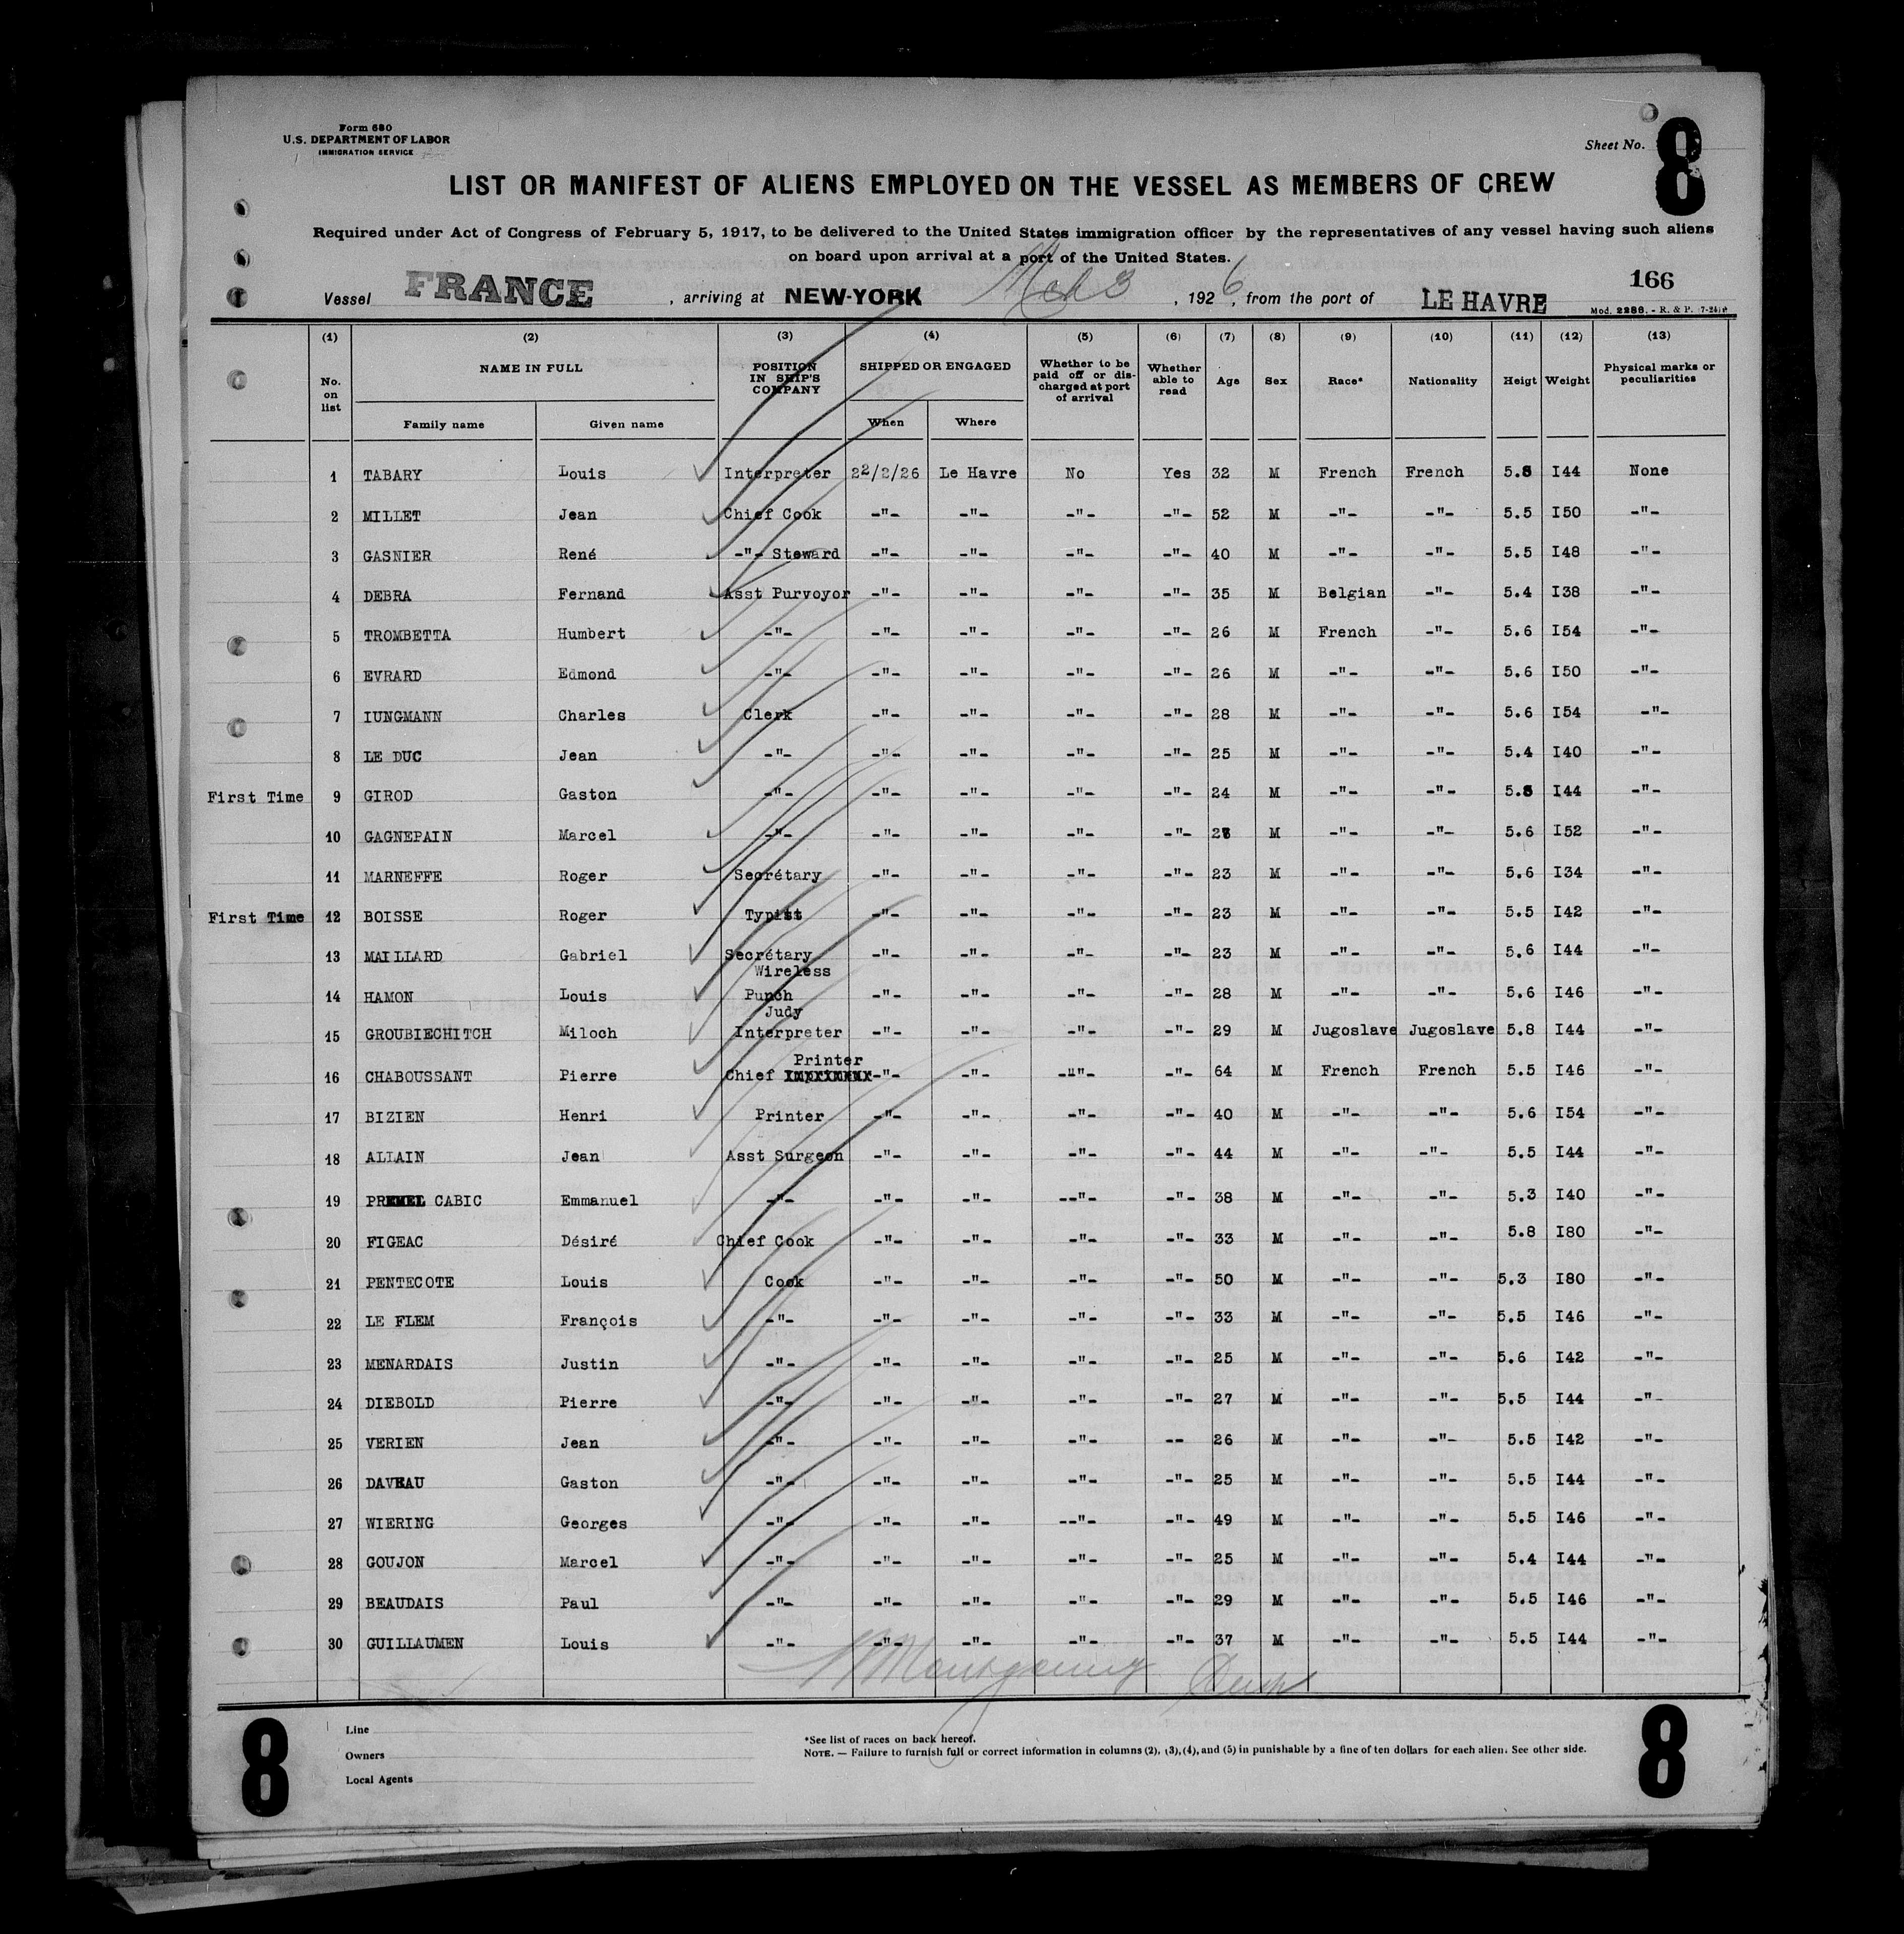 Form 680
U.S. DEPARTMENT OF LABOR
IMMIGRATION SERVICE
Sheet No. 8
LIST OR MANIFEST OF ALIENS EMPLOYED ON THE VESSEL AS MEMBERS OF CREW
Required under Act of Congress of February 5, 1917, to be delivered to the United States immigration officer by the representatives of any vessel having such aliens
on board upon arrival at a port of the United States.
166
Vessel FRANCE , arriving at NEW-YORK Mch 3 , 1926, from the port of LE HAVRE
Mod. 2286. - R. & P. (7-24)
(1) (2) (3) (4) (5) (6) (7) (8) (9) (10) (11) (12) (13)
No. on list NAME IN FULL POSITION IN SHIP'S COMPANY SHIPPED OR ENGAGED Whether to be paid off or discharged at port of arrival Whether able to read Age Sex Race* Nationality Heigt Weight Physical marks or peculiarities
Family name Given name When Where
1 TABARY Louis Interpreter 22/2/26 Le Havre No Yes 32 M French French 5.8 I44 None
2 MILLET Jean Chief Cook -"- -"- -"- -"- 52 M -"- -"- 5.5 I50 -"-
3 GASNIER René -"- Steward -"- -"- -"- -"- 40 M -"- -"- 5.5 I48 -"-
4 DEBRA Fernand Asst Purvoyor -"- -"- -"- -"- 35 M Belgian -"- 5.4 I38 -"-
5 TROMBETTA Humbert -"- -"- -"- -"- -"- 26 M French -"- 5.6 I54 -"-
6 EVRARD Edmond -"- -"- -"- -"- -"- 26 M -"- -"- 5.6 I50 -"-
7 IUNGMANN Charles Clerk -"- -"- -"- -"- 28 M -"- -"- 5.6 I54 -"-
8 LE DUC Jean -"- -"- -"- -"- -"- 25 M -"- -"- 5.4 I40 -"-
First Time 9 GIROD Gaston -"- -"- -"- -"- -"- 24 M -"- -"- 5.8 I44 -"-
10 GAGNEPAIN Marcel -"- -"- -"- -"- -"- M -"- -"- 5.6 I52 -"-
11 MARNEFFE Roger Secrétary -"- -"- -"- -"- 23 M -"- -"- 5.6 I34 -"-
First Time 12 BOISSE Roger Typist -"- -"- -"- -"- 23 M -"- -"- 5.5 I42 -"-
13 MAILLARD Gabriel Secrétary -"- -"- -"- -"- 23 M -"- -"- 5.6 I44 -"-
Wireless
14 HAMON Louis Punch -"- -"- -"- -"- 28 M -"- -"- 5.6 I46 -"-
Judy
15 GROUBIECHITCH Miloch Interpreter -"- -"- -"- -"- 29 M Jugoslave Jugoslave 5.8 I44 -"-
Printer
16 CHABOUSSANT Pierre Chief -"- -"- -"- -"- 64 M French French 5.5 I46 -"-
17 BIZIEN Henri Printer -"- -"- -"- -"- 40 M -"- -"- 5.6 I54 -"-
18 ALLAIN Jean Asst Surgeon -"- -"- -"- -"- 44 M -"- -"- 5.5 I44 -"-
19 CABIC Emmanuel -"- -"- -"- --"- -"- 38 M -"- -"- 5.3 I40 -"-
20 FIGEAC Désiré Chief Cook -"- -"- -"- -"- 33 M -"- -"- 5.8 I80 -"-
21 PENTECOTE Louis Cook -"- -"- -"- -"- 50 M -"- -"- 5.3 I80 -"-
22 LE FLEM François -"- -"- -"- -"- -"- 33 M -"- -"- 5.5 I46 -"-
23 MENARDAIS Justin -"- -"- -"- -"- -"- 25 M -"- -"- 5.6 I42 -"-
24 DIEBOLD Pierre -"- -"- -"- -"- -"- 27 M -"- -"- 5.5 I44 -"-
25 VERIEN Jean -"- -"- -"- -"- -- 26 M -"- -"- 5.5 I42 -"-
26 DAVEAU Gaston -"- -"- -"- -"- -"- 25 M -"- -"- 5.5 I44 -"-
27 WIERING Georges -"- -"- -"- --"- -"- 49 M -"- -"- 5.5 I46 -"-
28 GOUJON Marcel -"- -"- -"- -"- -"- 25 M -"- -"- 5.4 I44 -"-
29 BEAUDAIS Paul -"- -"- -"- -"- -"- 29 M -"- -"- 5.5 I46 -"-
30 GUILLAUMEN Louis -"- -"- -"- -"- -"- 37 M -"- -"- 5.5 I44 -"-
Montgomery
8
Line
Owners
Local Agents
*See list of races on back hereof.
NOTE. — Failure to furnish full or correct information in columns (2), (3), (4), and (5) in punishable by a fine of ten dollars for each alien. See other side.
8